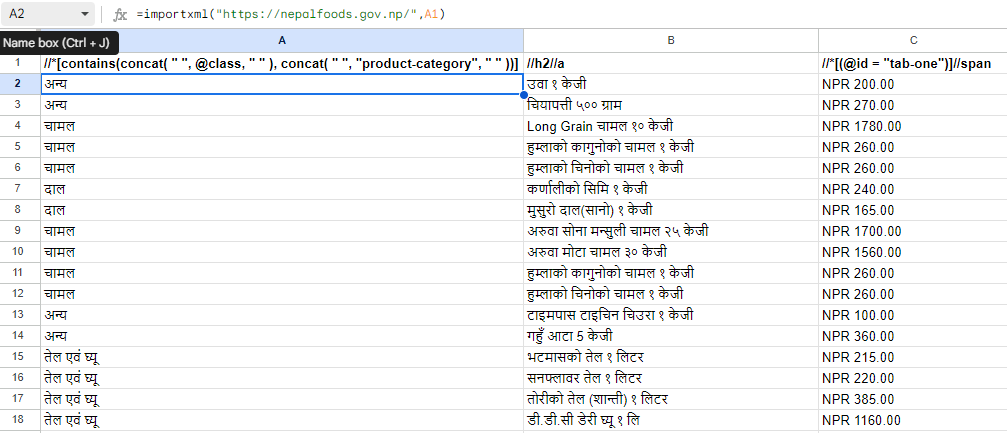 A2 =importxml("https://nepalfoods.gov.np/",A1)
Name box (Ctrl + J) A B C
1 //*[contains(concat( " ", @class, " " ), concat( " ", "product-category", " " ))] //h2//a //*[(@id = "tab-one")]//span
2 अन्य उवा १ केजी NPR 200.00
3 अन्य चियापत्ती ५०० ग्राम NPR 270.00
4 चामल Long Grain चामल १० केजी NPR 1780.00
5 चामल हुम्लाको कागुनोको चामल १ केजी NPR 260.00
6 चामल हुम्लाको चिनोको चामल १ केजी NPR 260.00
7 दाल कर्णालीको सिमि १ केजी NPR 240.00
8 दाल मुसुरो दाल(सानो) १ केजी NPR 165.00
9 चामल अरुवा सोना मन्सुली चामल २५ केजी NPR 1700.00
10 चामल अरुवा मोटा चामल ३० केजी NPR 1560.00
11 चामल हुम्लाको कागुनोको चामल १ केजी NPR 260.00
12 चामल हुम्लाको चिनोको चामल १ केजी NPR 260.00
13 अन्य टाइमपास टाइचिन चिउरा १ केजी NPR 100.00
14 अन्य गहुँ आटा 5 केजी NPR 360.00
15 तेल एवं घ्यू भटमासको तेल १ लिटर NPR 215.00
16 तेल एवं घ्यू सनफ्लावर तेल १ लिटर NPR 220.00
17 तेल एवं घ्यू तोरीको तेल (शान्ती) १ लिटर NPR 385.00
18 तेल एवं घ्यू डी.डी.सी डेरी घ्यू १ लि NPR 1160.00